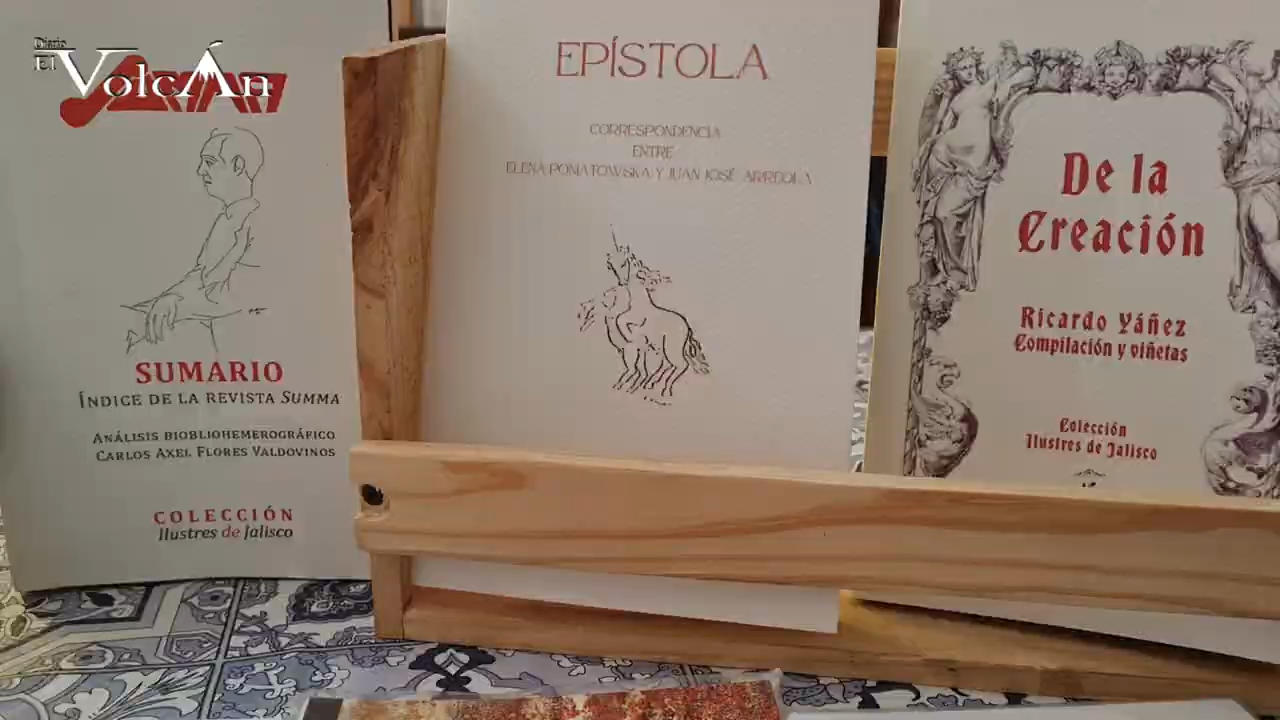 Diario
El Volcán
SUMARIO
ÍNDICE DE LA REVISTA SUMMA
ANÁLISIS BIOBLIOHEMEROGRÁFICO
CARLOS AXEL FLORES VALDOVINOS
COLECCIÓN
Ilustres de Jalisco
EPÍSTOLA
CORRESPONDENCIA
ENTRE
ELENA PONIATOWSKA Y JUAN JOSÉ ARREOLA
De la
Creación
Ricardo Yáñez
Compilación y viñetas
Colección
Ilustres de Jalisco